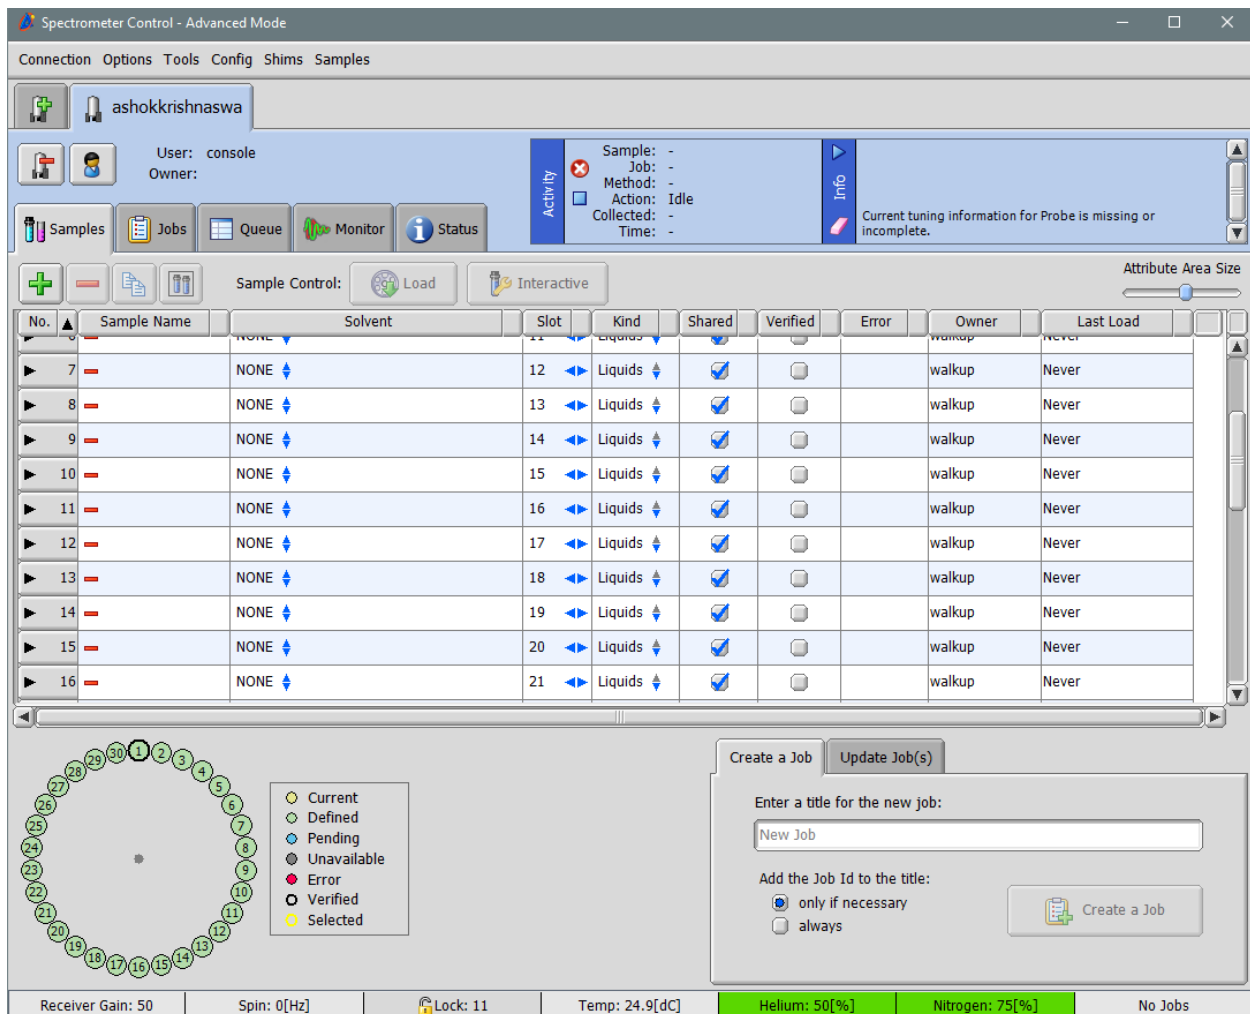 Spectrometer Control - Advanced Mode
Connection Options Tools Config Shims Samples
ashokkrishnaswa
User: console
Owner:
Activity
Sample: -
Job: -
Method: -
Action: Idle
Collected: -
Time: -
Info
Current tuning information for Probe is missing or
incomplete.
Samples Jobs Queue Monitor Status
Sample Control: Load Interactive
Attribute Area Size
No. Sample Name Solvent Slot Kind Shared Verified Error Owner Last Load
6 NONE 11 Liquids walkup Never
7 NONE 12 Liquids walkup Never
8 NONE 13 Liquids walkup Never
9 NONE 14 Liquids walkup Never
10 NONE 15 Liquids walkup Never
11 NONE 16 Liquids walkup Never
12 NONE 17 Liquids walkup Never
13 NONE 18 Liquids walkup Never
14 NONE 19 Liquids walkup Never
15 NONE 20 Liquids walkup Never
16 NONE 21 Liquids walkup Never
1 2 3 4 5 6 7 8 9 10 11 12 13 14 15 16 17 18 19 20 21 22 23 24 25 26 27 28 29 30
Current
Defined
Pending
Unavailable
Error
Verified
Selected
Create a Job Update Job(s)
Enter a title for the new job:
New Job
Add the Job Id to the title:
only if necessary
always
Create a Job
Receiver Gain: 50 Spin: 0[Hz] Lock: 11 Temp: 24.9[dC] Helium: 50[%] Nitrogen: 75[%] No Jobs